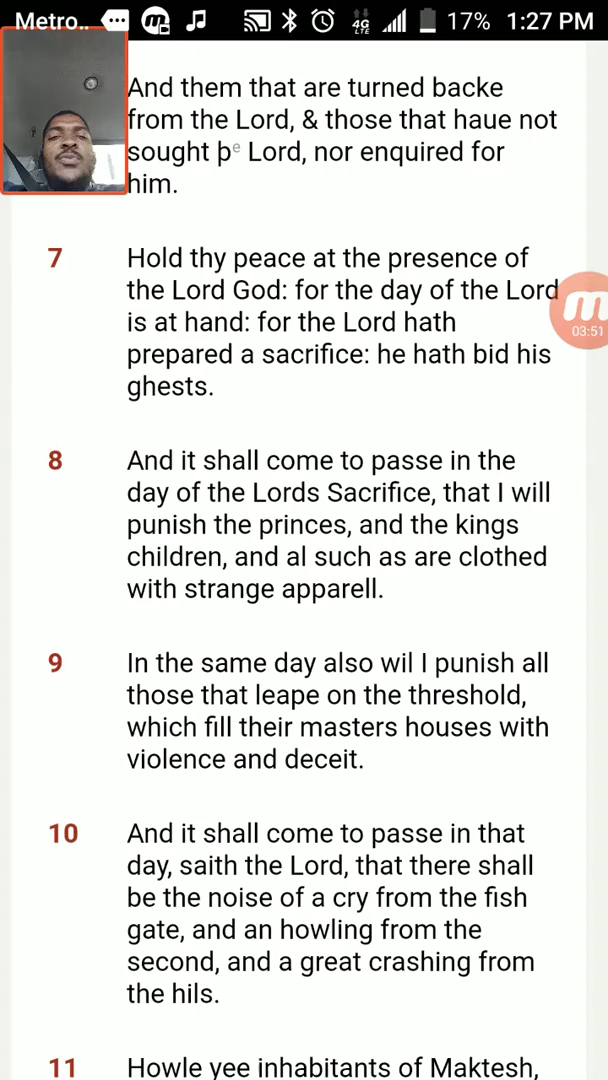 Metro.. 17% 1:27 PM
4G
LTE
And them that are turned backe
from the Lord, & those that haue not
sought þe Lord, nor enquired for
him.
7 Hold thy peace at the presence of
the Lord God: for the day of the Lord
is at hand: for the Lord hath
prepared a sacrifice: he hath bid his
ghests.
03:51
8 And it shall come to passe in the
day of the Lords Sacrifice, that I will
punish the princes, and the kings
children, and al such as are clothed
with strange apparell.
9 In the same day also wil I punish all
those that leape on the threshold,
which fill their masters houses with
violence and deceit.
10 And it shall come to passe in that
day, saith the Lord, that there shall
be the noise of a cry from the fish
gate, and an howling from the
second, and a great crashing from
the hils.
11 Howle yee inhabitants of Maktesh,